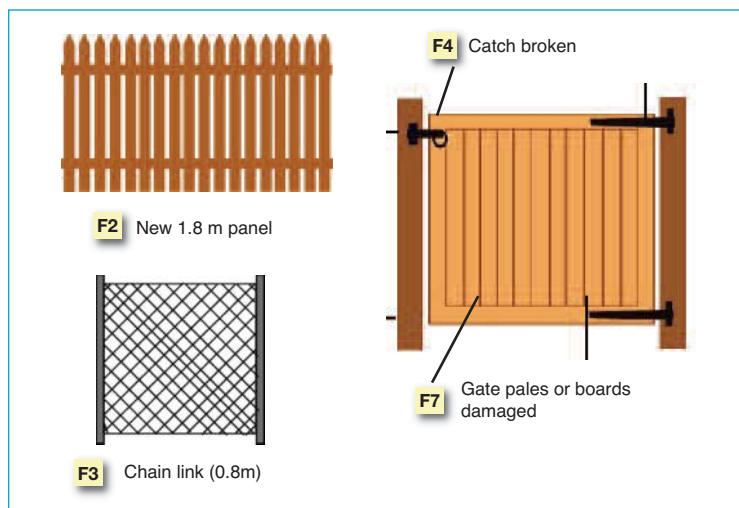 F4 Catch broken
F2 New 1.8 m panel
F7 Gate pales or boards
damaged
F3 Chain link (0.8m)